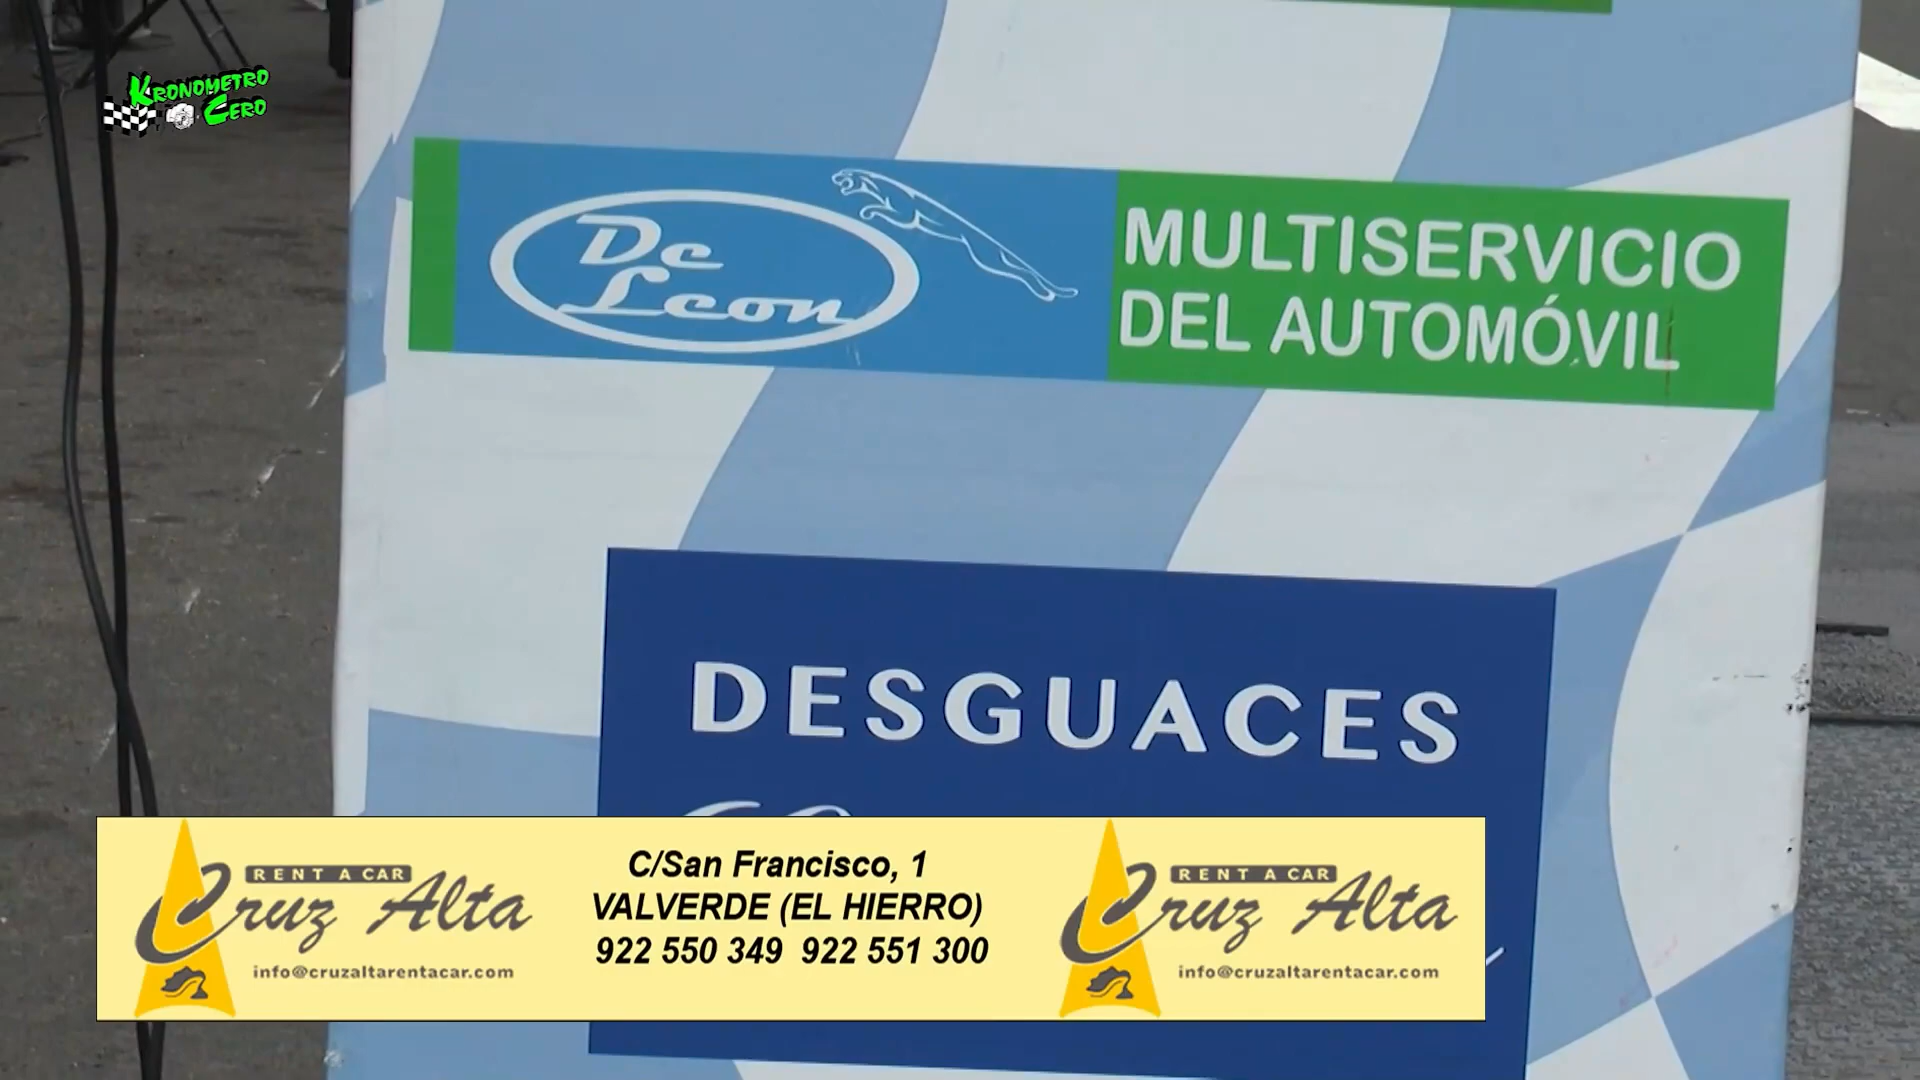 KRONOMETRO
CERO
De
Leon
MULTISERVICIO
DEL AUTOMÓVIL
DESGUACES
RENT A CAR
Cruz Alta
info@cruzaltarentacar.com
C/San Francisco, 1
VALVERDE (EL HIERRO)
922 550 349 922 551 300
RENT A CAR
Cruz Alta
info@cruzaltarentacar.com